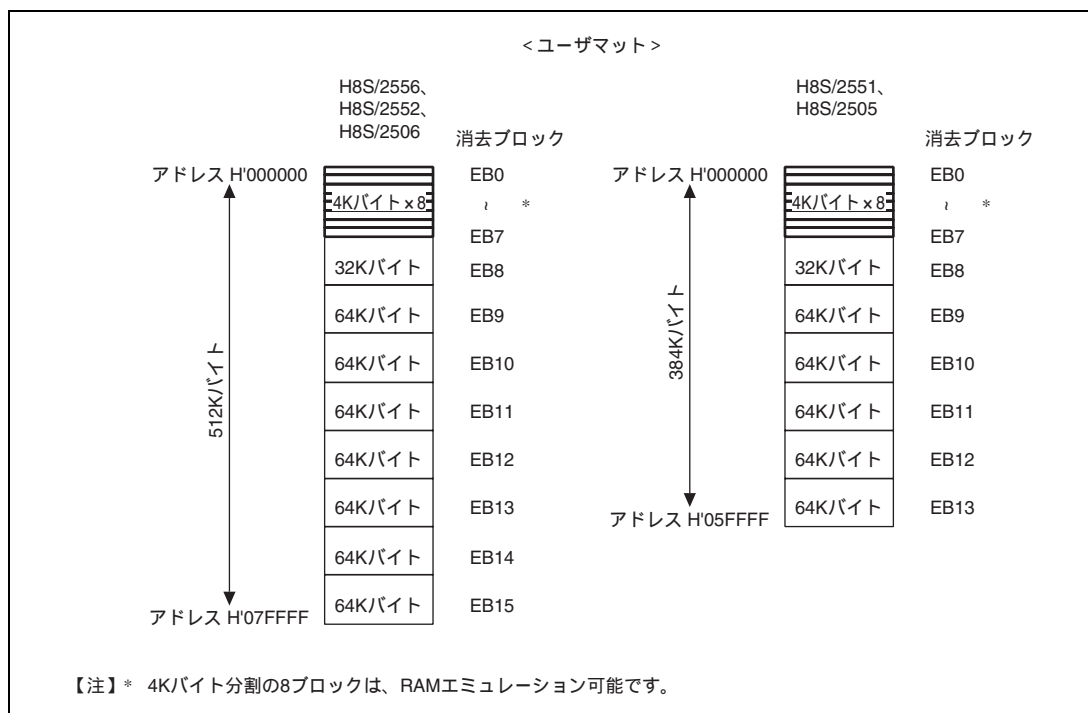 <ユーザマット>
H8S/2556、
H8S/2552、
H8S/2506
消去ブロック
アドレス H'000000
4Kバイト×8
EB0
~ *
EB7
32Kバイト EB8
64Kバイト EB9
64Kバイト EB10
64Kバイト EB11
64Kバイト EB12
64Kバイト EB13
64Kバイト EB14
64Kバイト EB15
512Kバイト
アドレス H'07FFFF
H8S/2551、
H8S/2505
消去ブロック
アドレス H'000000
4Kバイト×8
EB0
~ *
EB7
32Kバイト EB8
64Kバイト EB9
64Kバイト EB10
64Kバイト EB11
64Kバイト EB12
64Kバイト EB13
384Kバイト
アドレス H'05FFFF
【注】* 4Kバイト分割の8ブロックは、RAMエミュレーション可能です。